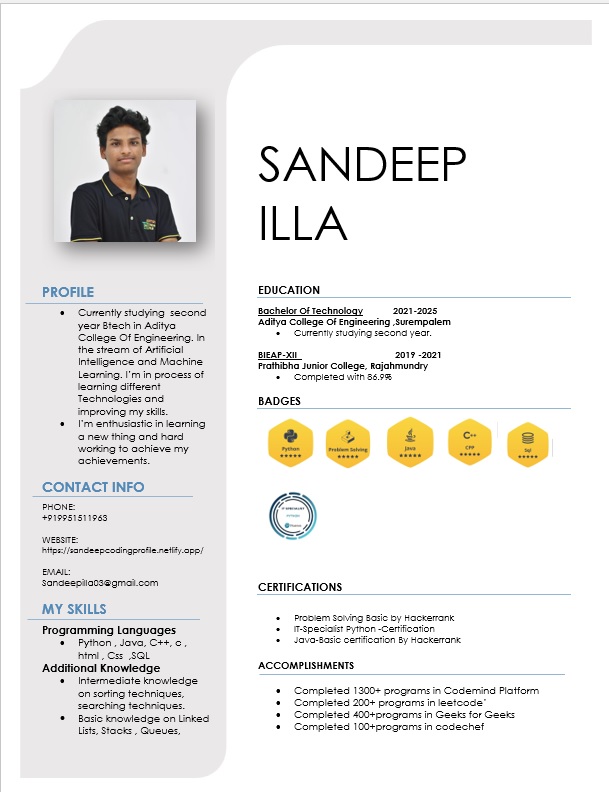 SANDEEP
ILLA
PROFILE
• Currently studying second
year Btech in Aditya
College Of Engineering. In
the stream of Artificial
Intelligence and Machine
Learning. I’m in process of
learning different
Technologies and
improving my skills.
• I’m enthusiastic in learning
a new thing and hard
working to achieve my
achievements.
CONTACT INFO
PHONE:
+919951511963
WEBSITE:
https://sandeepcodingprofile.netlify.app/
EMAIL:
Sandeepilla03@gmail.com
MY SKILLS
Programming Languages
• Python , Java, C++, c ,
html , Css ,SQL
Additional Knowledge
• Intermediate knowledge
on sorting techniques,
searching techniques.
• Basic knowledge on Linked
Lists, Stacks , Queues,
EDUCATION
Bachelor Of Technology 2021-2025
Aditya College Of Engineering ,Surempalem
• Currently studying second year.
BIEAP-XII 2019 -2021
Prathibha Junior College, Rajahmundry
• Completed with 86.9%
BADGES
Python
Problem Solving
Java
C++
CPP
Sql
IT SPECIALIST
CERTIFICATIONS
• Problem Solving Basic by Hackerrank
• IT-Specialist Python -Certification
• Java-Basic certification By Hackerrank
ACCOMPLISHMENTS
• Completed 1300+ programs in Codemind Platform
• Completed 200+ programs in leetcode’
• Completed 400+programs in Geeks for Geeks
• Completed 100+programs in codechef